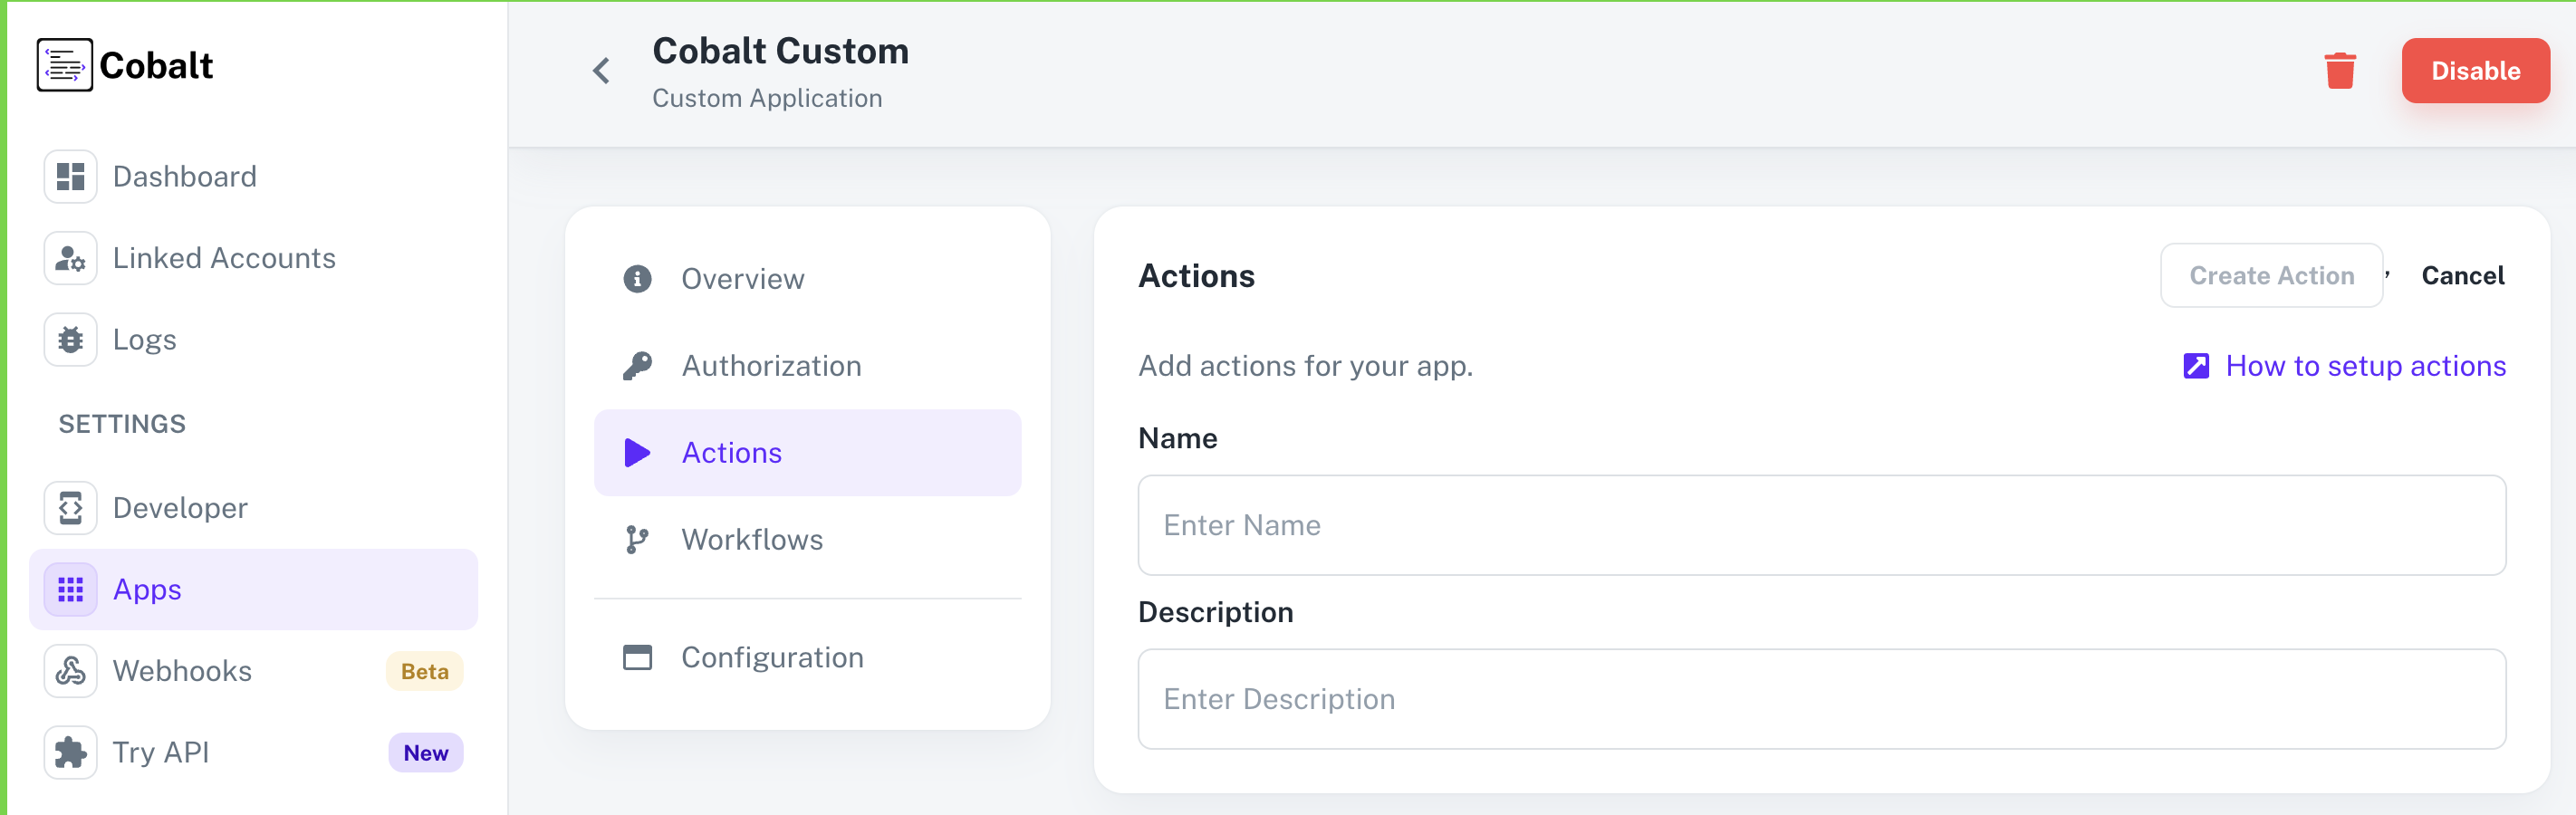 Cobalt
Dashboard
Linked Accounts
Logs
SETTINGS
Developer
Apps
Webhooks Beta
Try API New
Cobalt Custom
Custom Application
Disable
Overview
Authorization
Actions
Workflows
Configuration
Actions
Create Action , Cancel
Add actions for your app.
How to setup actions
Name
Enter Name
Description
Enter Description